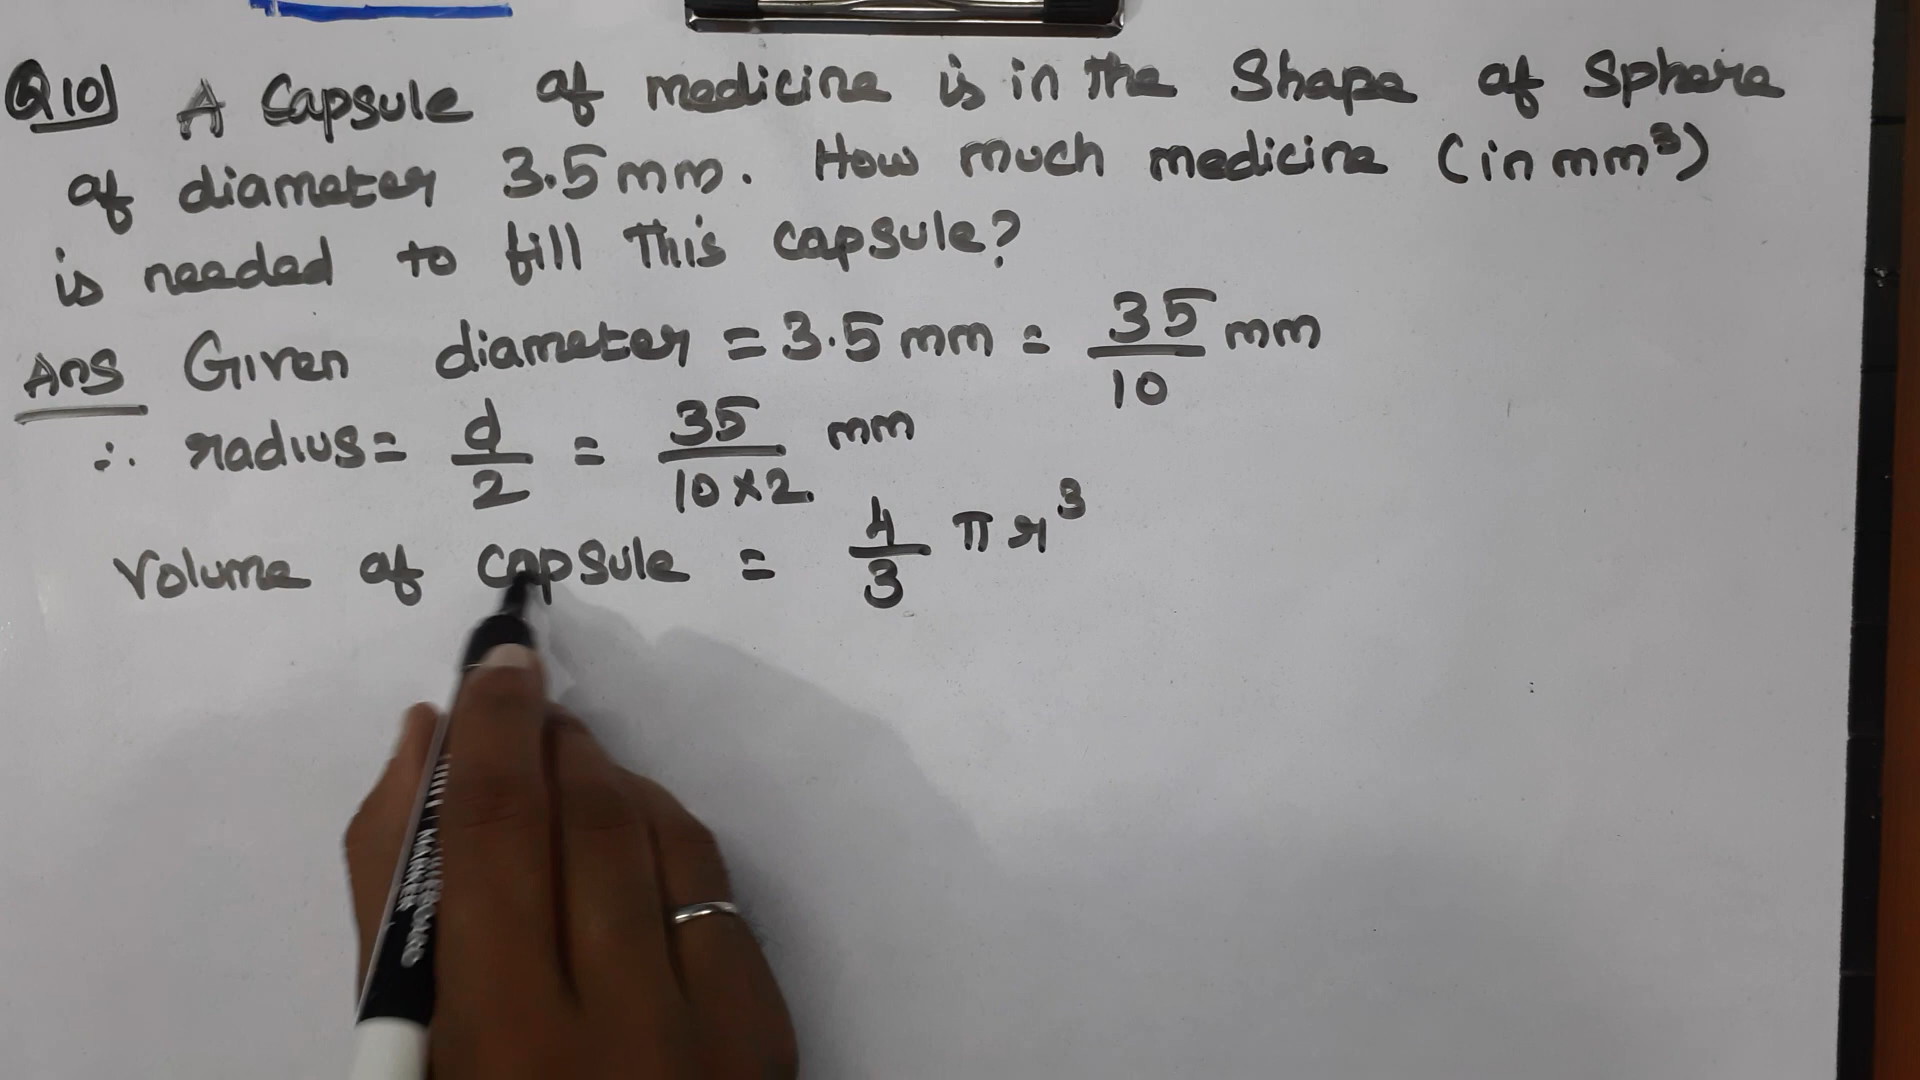 Q10) A Capsule of medicine is in the Shape of Sphere
of diameter 3.5mm. How much medicine (in mm³)
is needed to fill this capsule?
Ans Given diameter = 3.5 mm = 35/10 mm
∴ radius = d/2 = 35/10×2 mm
Volume of capsule = 4/3 π r³
MARKER